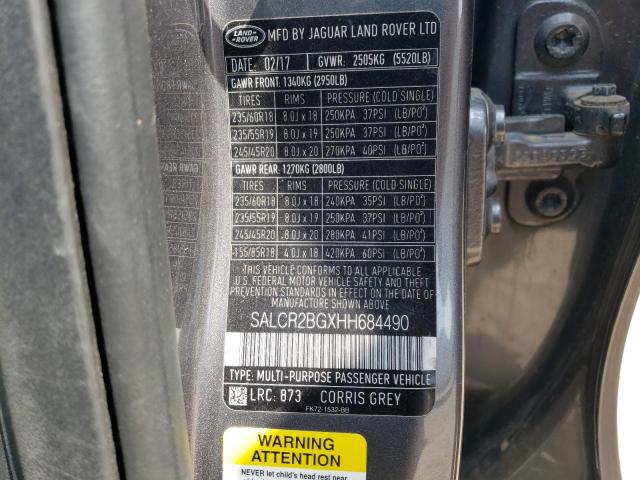 LAND-
ROVER
MFD BY JAGUAR LAND ROVER LTD
DATE: 02/17 GVWR: 2505KG (5520LB)
GAWR FRONT: 1340KG (2950LB)
TIRES RIMS PRESSURE (COLD SINGLE)
235/60R18 8.0J x 18 250KPA 37PSI (LB/PO²)
235/55R19 8.0J x 19 250KPA 37PSI (LB/PO²)
245/45R20 8.0J x 20 270KPA 40PSI (LB/PO²)
GAWR REAR: 1270KG (2800LB)
TIRES RIMS PRESSURE (COLD SINGLE)
235/60R18 8.0J x 18 240KPA 35PSI (LB/PO²)
235/55R19 8.0J x 19 250KPA 37PSI (LB/PO²)
245/45R20 8.0J x 20 280KPA 41PSI (LB/PO²)
155/85R18 4.0J x 18 420KPA 60PSI (LB/PO²)
THIS VEHICLE CONFORMS TO ALL APPLICABLE
U.S. FEDERAL MOTOR VEHICLE SAFETY AND
THEFT PREVENTION STANDARDS IN EFFECT ON THE DATE
OF MANUFACTURE SHOWN ABOVE.
SALCR2BGXHH684490
TYPE: MULTI-PURPOSE PASSENGER VEHICLE
LRC: 873 CORRIS GREY
FK72-1532-BB
WARNING
ATTENTION
NEVER let child's head rest near